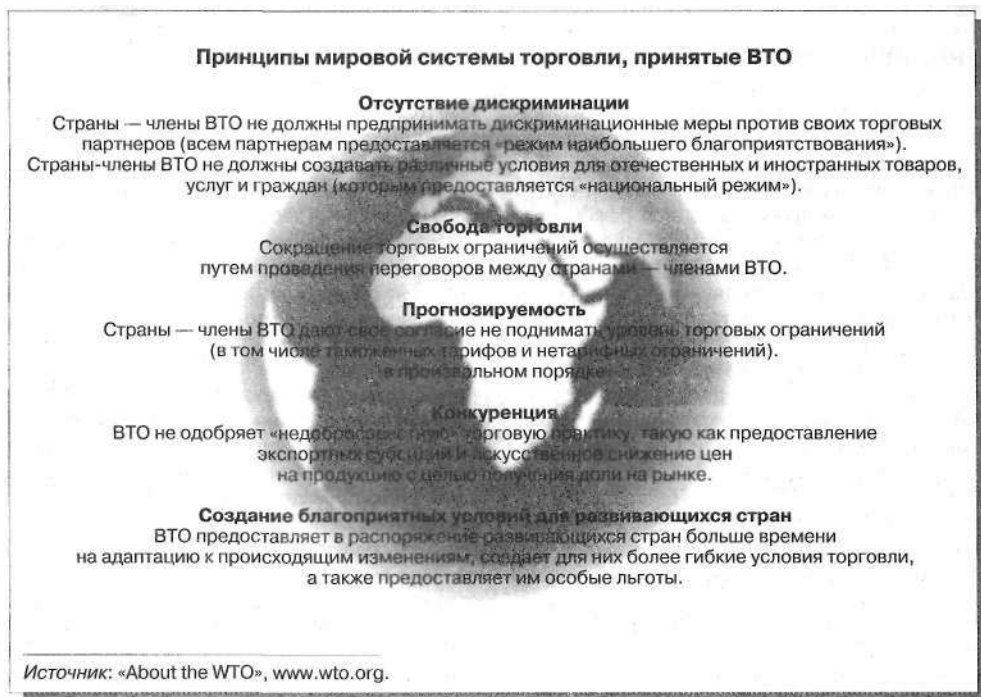 Принципы мировой системы торговли, принятые ВТО
Отсутствие дискриминации
Страны — члены ВТО не должны предпринимать дискриминационные меры против своих торговых
партнеров (всем партнерам предоставляется «режим наибольшего благоприятствования»).
Страны-члены ВТО не должны создавать различные условия для отечественных и иностранных товаров,
услуг и граждан (которым предоставляется «национальный режим»).
Свобода торговли
Сокращение торговых ограничений осуществляется
путем проведения переговоров между странами — членами ВТО.
Прогнозируемость
Страны — члены ВТО дают свое согласие не поднимать уровень торговых ограничений
(в том числе таможенных тарифов и нетарифных ограничений).
в произвольном порядке
Конкуренция
ВТО не одобряет «недобросовестную» торговую практику, такую как предоставление
экспортных субсидий и искусственное снижение цен
на продукцию с целью получения доли на рынке.
Создание благоприятных условий для развивающихся стран
ВТО предоставляет в распоряжение развивающихся стран больше времени
на адаптацию к происходящим изменениям, создает для них более гибкие условия торговли,
а также предоставляет им особые льготы.
Источник: «About the WTO», www.wto.org.